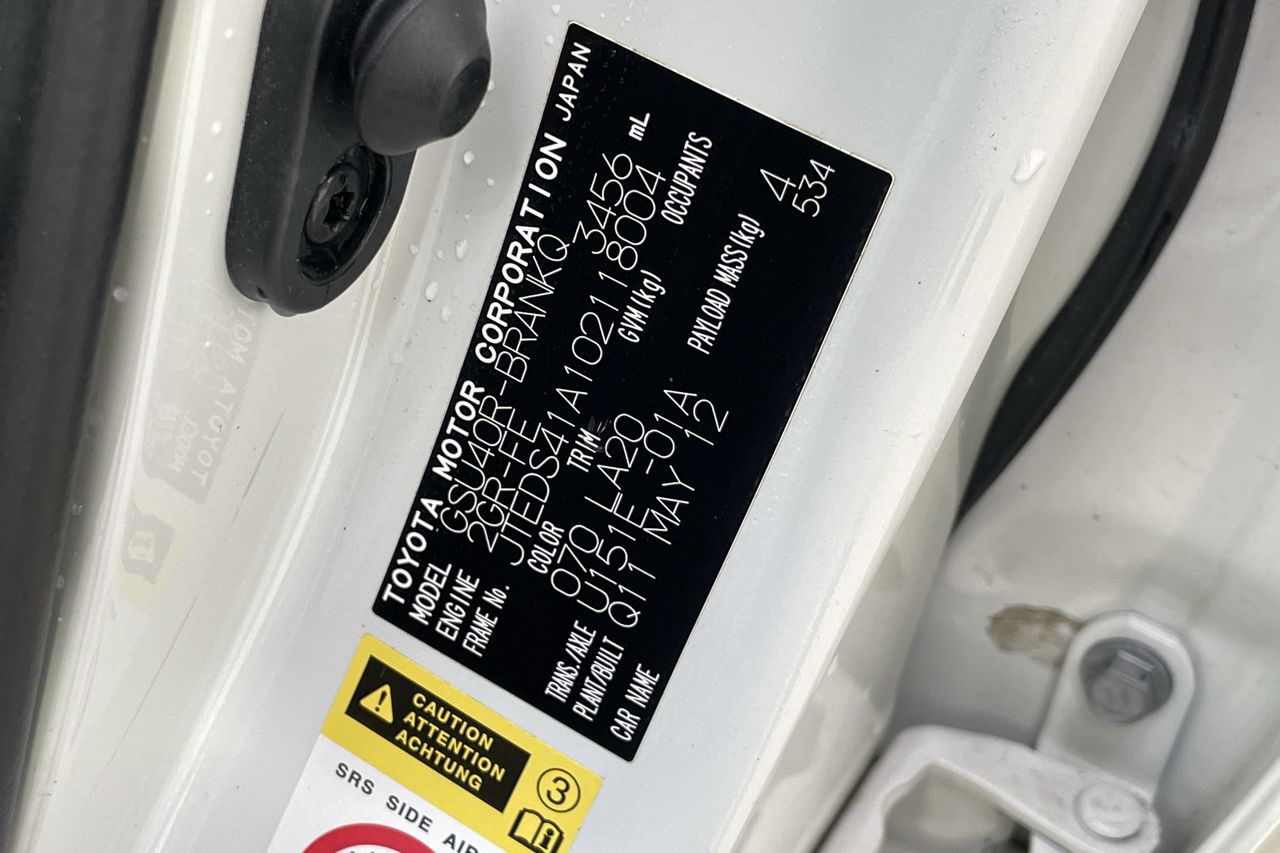 TOYOTA MOTOR CORPORATION JAPAN
MODEL GSU40R-BRANKQ
ENGINE 2GR-FE 3456 mL
FRAME No. JTEDS41A102118004
COLOR TRIM GVM(kg) OCCUPANTS
070 LA20
TRANS./AXLE U151E -01A PAYLOAD MASS(kg) 4
PLANT/BUILT Q11 MAY 12 534
CAR NAME
CAUTION
ATTENTION
ACHTUNG
3
SRS SIDE AIR